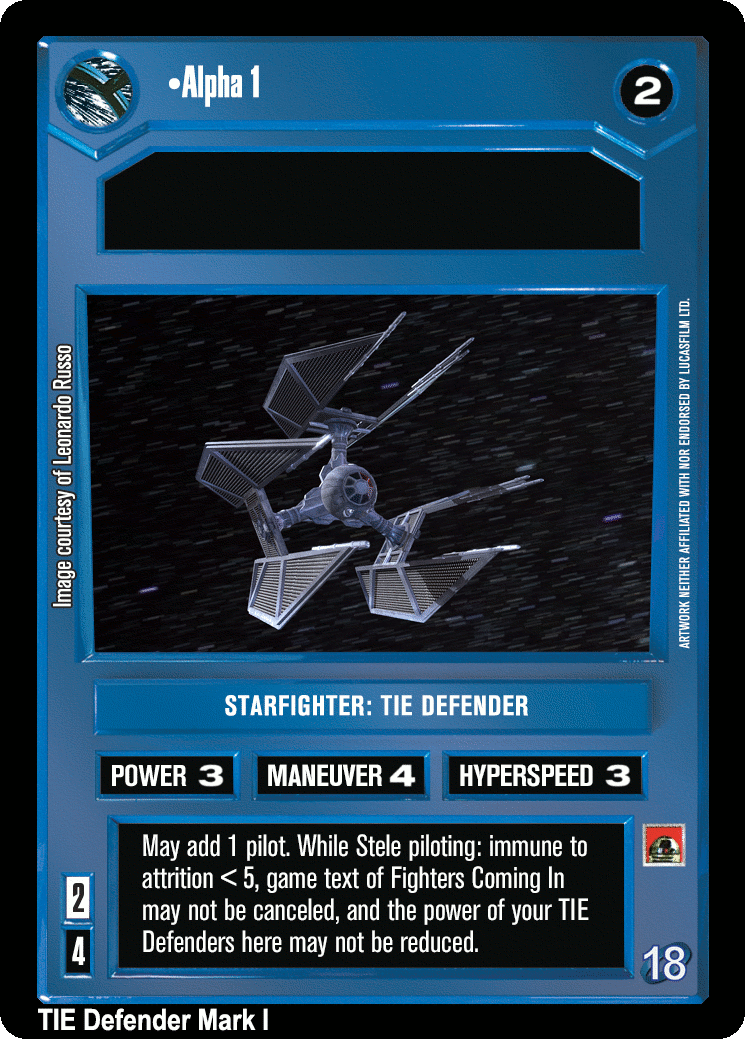 •Alpha 1
2
Image courtesy of Leonardo Russo
ARTWORK NEITHER AFFILIATED WITH NOR ENDORSED BY LUCASFILM LTD.
STARFIGHTER: TIE DEFENDER
POWER 3
MANEUVER 4
HYPERSPEED 3
May add 1 pilot. While Stele piloting: immune to
attrition < 5, game text of Fighters Coming In
may not be canceled, and the power of your TIE
Defenders here may not be reduced.
2
4
18
TIE Defender Mark I